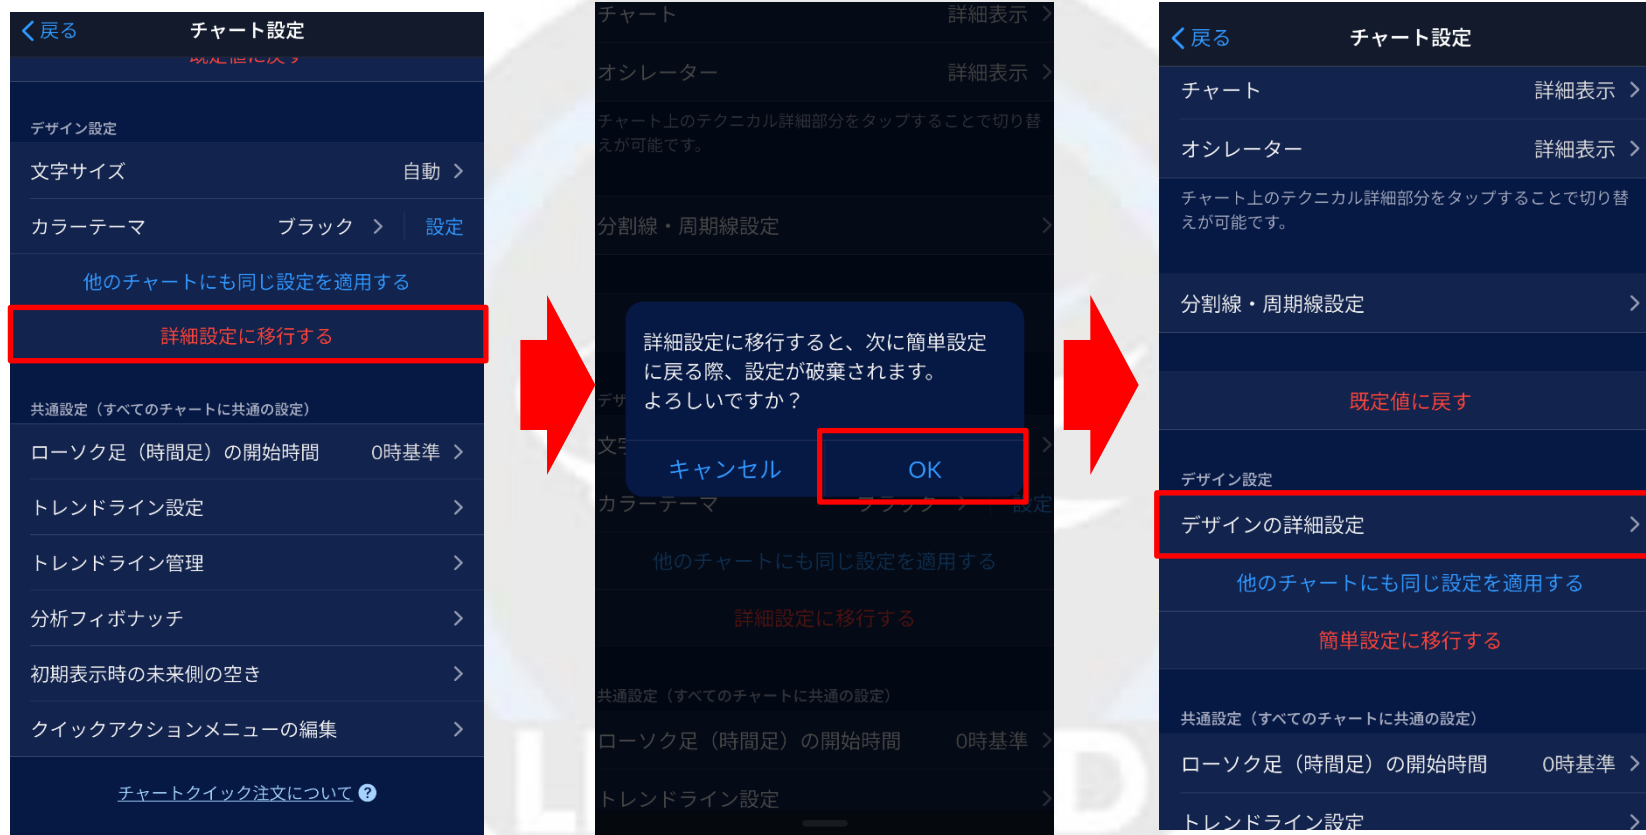 戻る
チャート設定
既定値に戻す
デザイン設定
文字サイズ 自動
カラーテーマ ブラック 設定
他のチャートにも同じ設定を適用する
詳細設定に移行する
共通設定（すべてのチャートに共通の設定）
ローソク足（時間足）の開始時間 0時基準
トレンドライン設定
トレンドライン管理
分析フィボナッチ
初期表示時の未来側の空き
クイックアクションメニューの編集
チャートクイック注文について ?
チャート 詳細表示
オシレーター 詳細表示
チャート上のテクニカル詳細部分をタップすることで切り替
えが可能です。
分割線・周期線設定
詳細設定に移行すると、次に簡単設定
に戻る際、設定が破棄されます。
よろしいですか？
デザ
文字
キャンセル OK
カラーテーマ ブラック 設定
他のチャートにも同じ設定を適用する
詳細設定に移行する
共通設定（すべてのチャートに共通の設定）
ローソク足（時間足）の開始時間 0時基準
トレンドライン設定
戻る
チャート設定
チャート 詳細表示
オシレーター 詳細表示
チャート上のテクニカル詳細部分をタップすることで切り替
えが可能です。
分割線・周期線設定
既定値に戻す
デザイン設定
デザインの詳細設定
他のチャートにも同じ設定を適用する
簡単設定に移行する
共通設定（すべてのチャートに共通の設定）
ローソク足（時間足）の開始時間 0時基準
トレンドライン設定